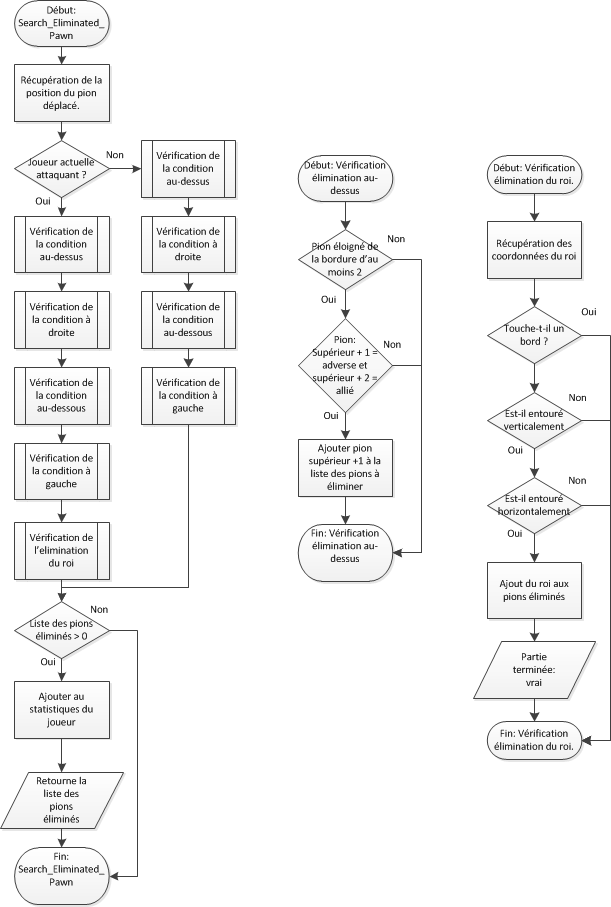 Début:
Search_Eliminated_
Pawn
Récupération de la
position du pion
déplacé.
Joueur actuelle
attaquant ?
Non
Oui
Vérification de
la condition
au-dessus
Vérification de
la condition
au-dessus
Vérification de
la condition à
droite
Vérification de
la condition à
droite
Vérification de
la condition
au-dessous
Vérification de
la condition
au-dessous
Vérification de
la condition à
gauche
Vérification de
la condition à
gauche
Vérification de
l'elimination
du roi
Liste des pions
éliminés > 0
Non
Oui
Ajouter au
statistiques du
joueur
Retourne la
liste des
pions
éliminés
Fin:
Search_Eliminated_
Pawn
Début: Vérification
élimination au-
dessus
Pion éloigné de
la bordure d'au
moins 2
Non
Oui
Pion:
Supérieur + 1 =
adverse et
supérieur + 2 =
allié
Non
Oui
Ajouter pion
supérieur +1 à la
liste des pions à
éliminer
Fin: Vérification
élimination au-
dessus
Début: Vérification
élimination du roi.
Récupération des
coordonnées du roi
Oui
Touche-t-il un
bord ?
Non
Est-il entouré
verticalement
Oui
Non
Est-il entouré
horizontalement
Oui
Ajout du roi aux
pions éliminés
Partie
terminée:
vrai
Fin: Vérification
élimination du roi.